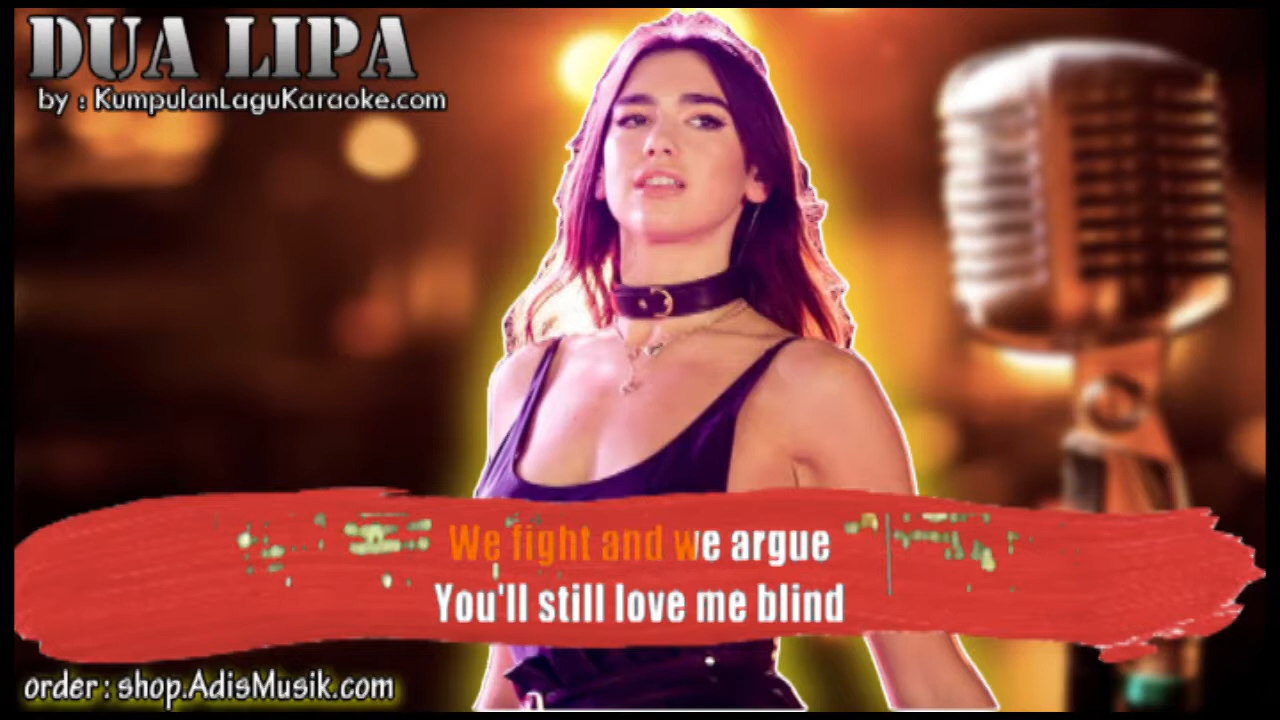 DUA LIPA
by : KumpulanLaguKaraoke.com
We fight and we argue
You'll still love me blind
order : shop.AdisMusik.com